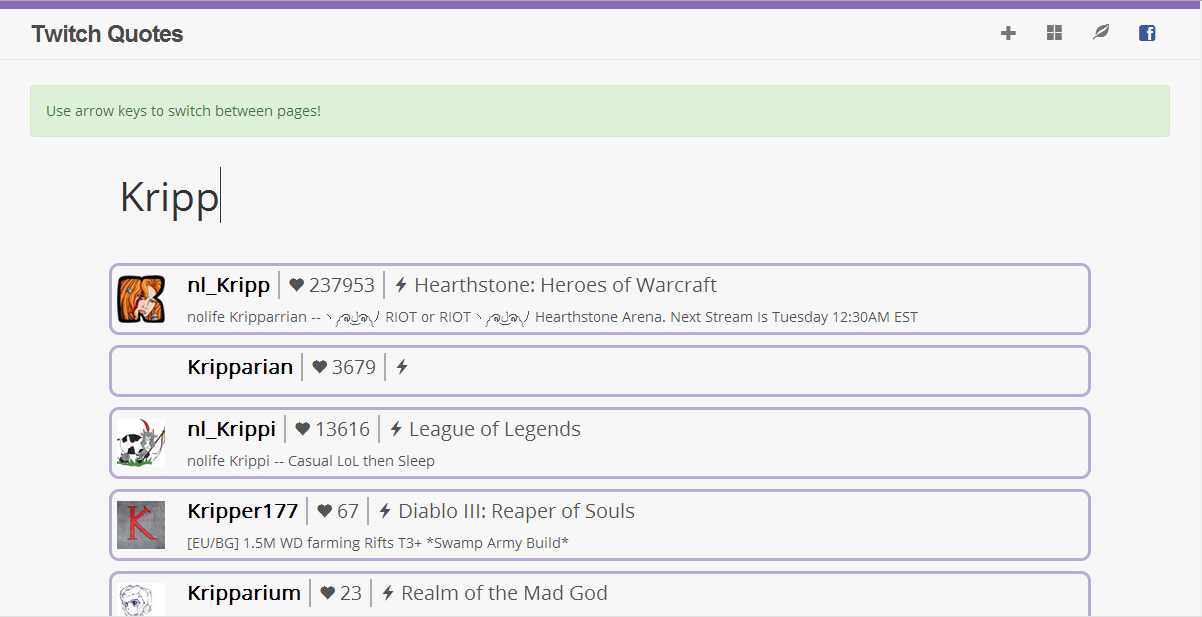 Twitch Quotes
Use arrow keys to switch between pages!
Kripp
nl_Kripp 237953 Hearthstone: Heroes of Warcraft
nolife Kripparrian -- ヽ༼ຈل͜ຈ༽ﾉ RIOT or RIOT ヽ༼ຈل͜ຈ༽ﾉ Hearthstone Arena. Next Stream Is Tuesday 12:30AM EST
Kripparian 3679
nl_Krippi 13616 League of Legends
nolife Krippi -- Casual LoL then Sleep
Kripper177 67 Diablo III: Reaper of Souls
[EU/BG] 1.5M WD farming Rifts T3+ *Swamp Army Build*
Kripparium 23 Realm of the Mad God